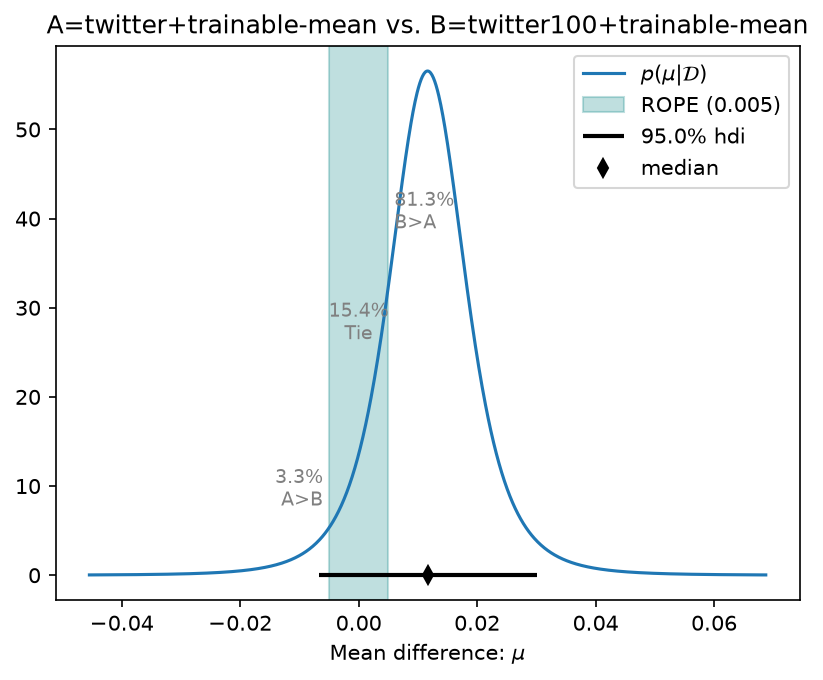 A=twitter+trainable-mean vs. B=twitter100+trainable-mean
p(μ|𝒟)
ROPE (0.005)
95.0% hdi
median
81.3%
B>A
15.4%
Tie
3.3%
A>B
50
40
30
20
10
0
−0.04
−0.02
0.00
0.02
0.04
0.06
Mean difference: μ